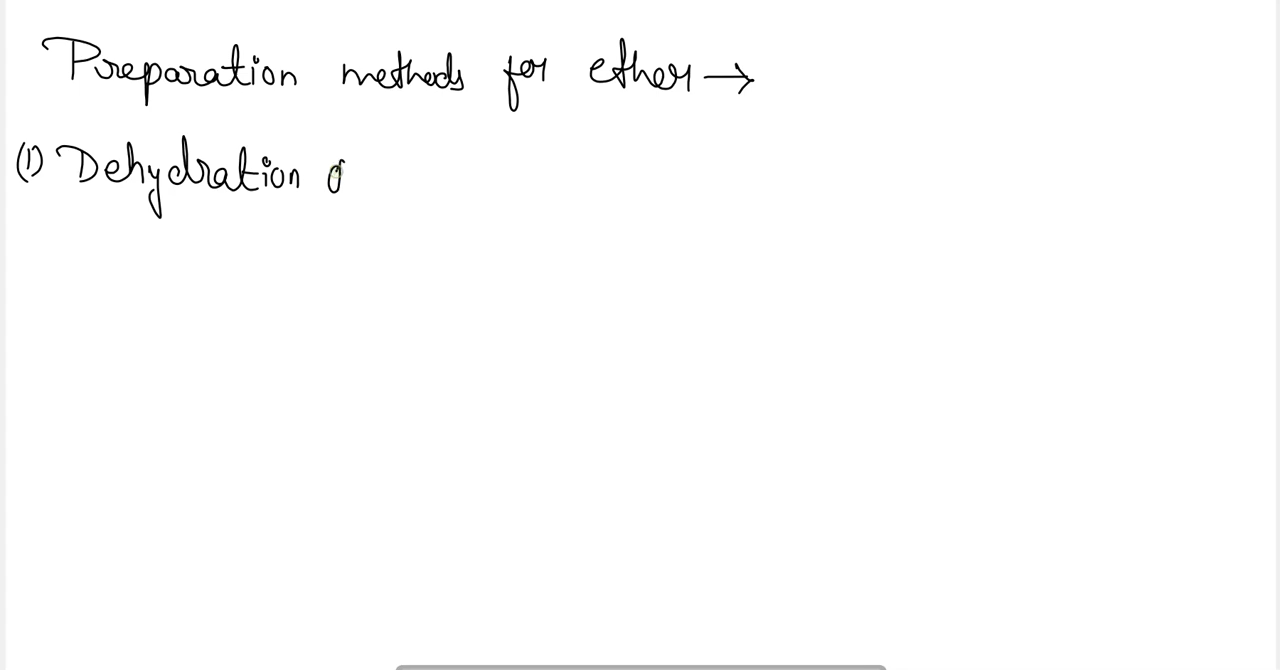 Preparation methods for ether →
(1) Dehydration o